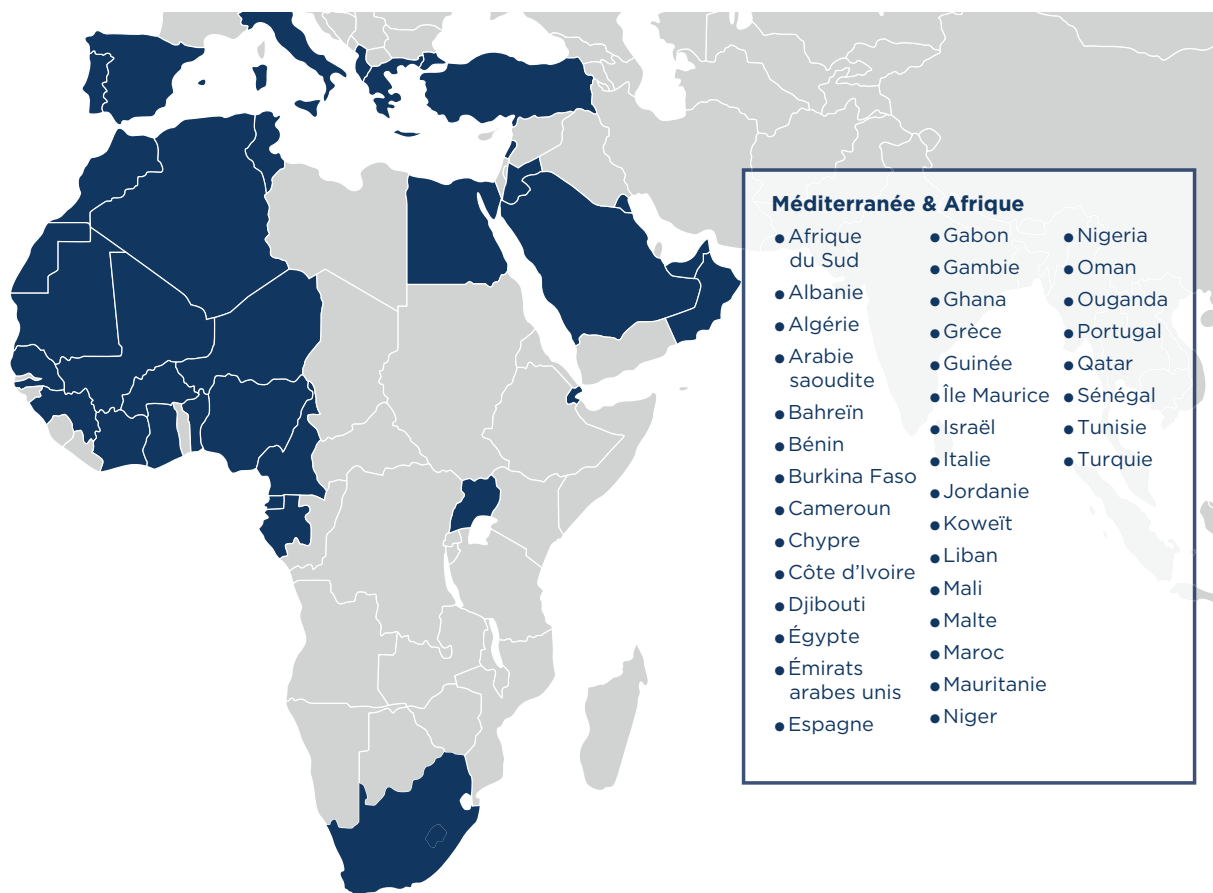 Méditerranée & Afrique
• Afrique
du Sud
• Albanie
• Algérie
• Arabie
saoudite
• Bahreïn
• Bénin
• Burkina Faso
• Cameroun
• Chypre
• Côte d’Ivoire
• Djibouti
• Égypte
• Émirats
arabes unis
• Espagne
• Gabon
• Gambie
• Ghana
• Grèce
• Guinée
• Île Maurice
• Israël
• Italie
• Jordanie
• Koweït
• Liban
• Mali
• Malte
• Maroc
• Mauritanie
• Niger
• Nigeria
• Oman
• Ouganda
• Portugal
• Qatar
• Sénégal
• Tunisie
• Turquie